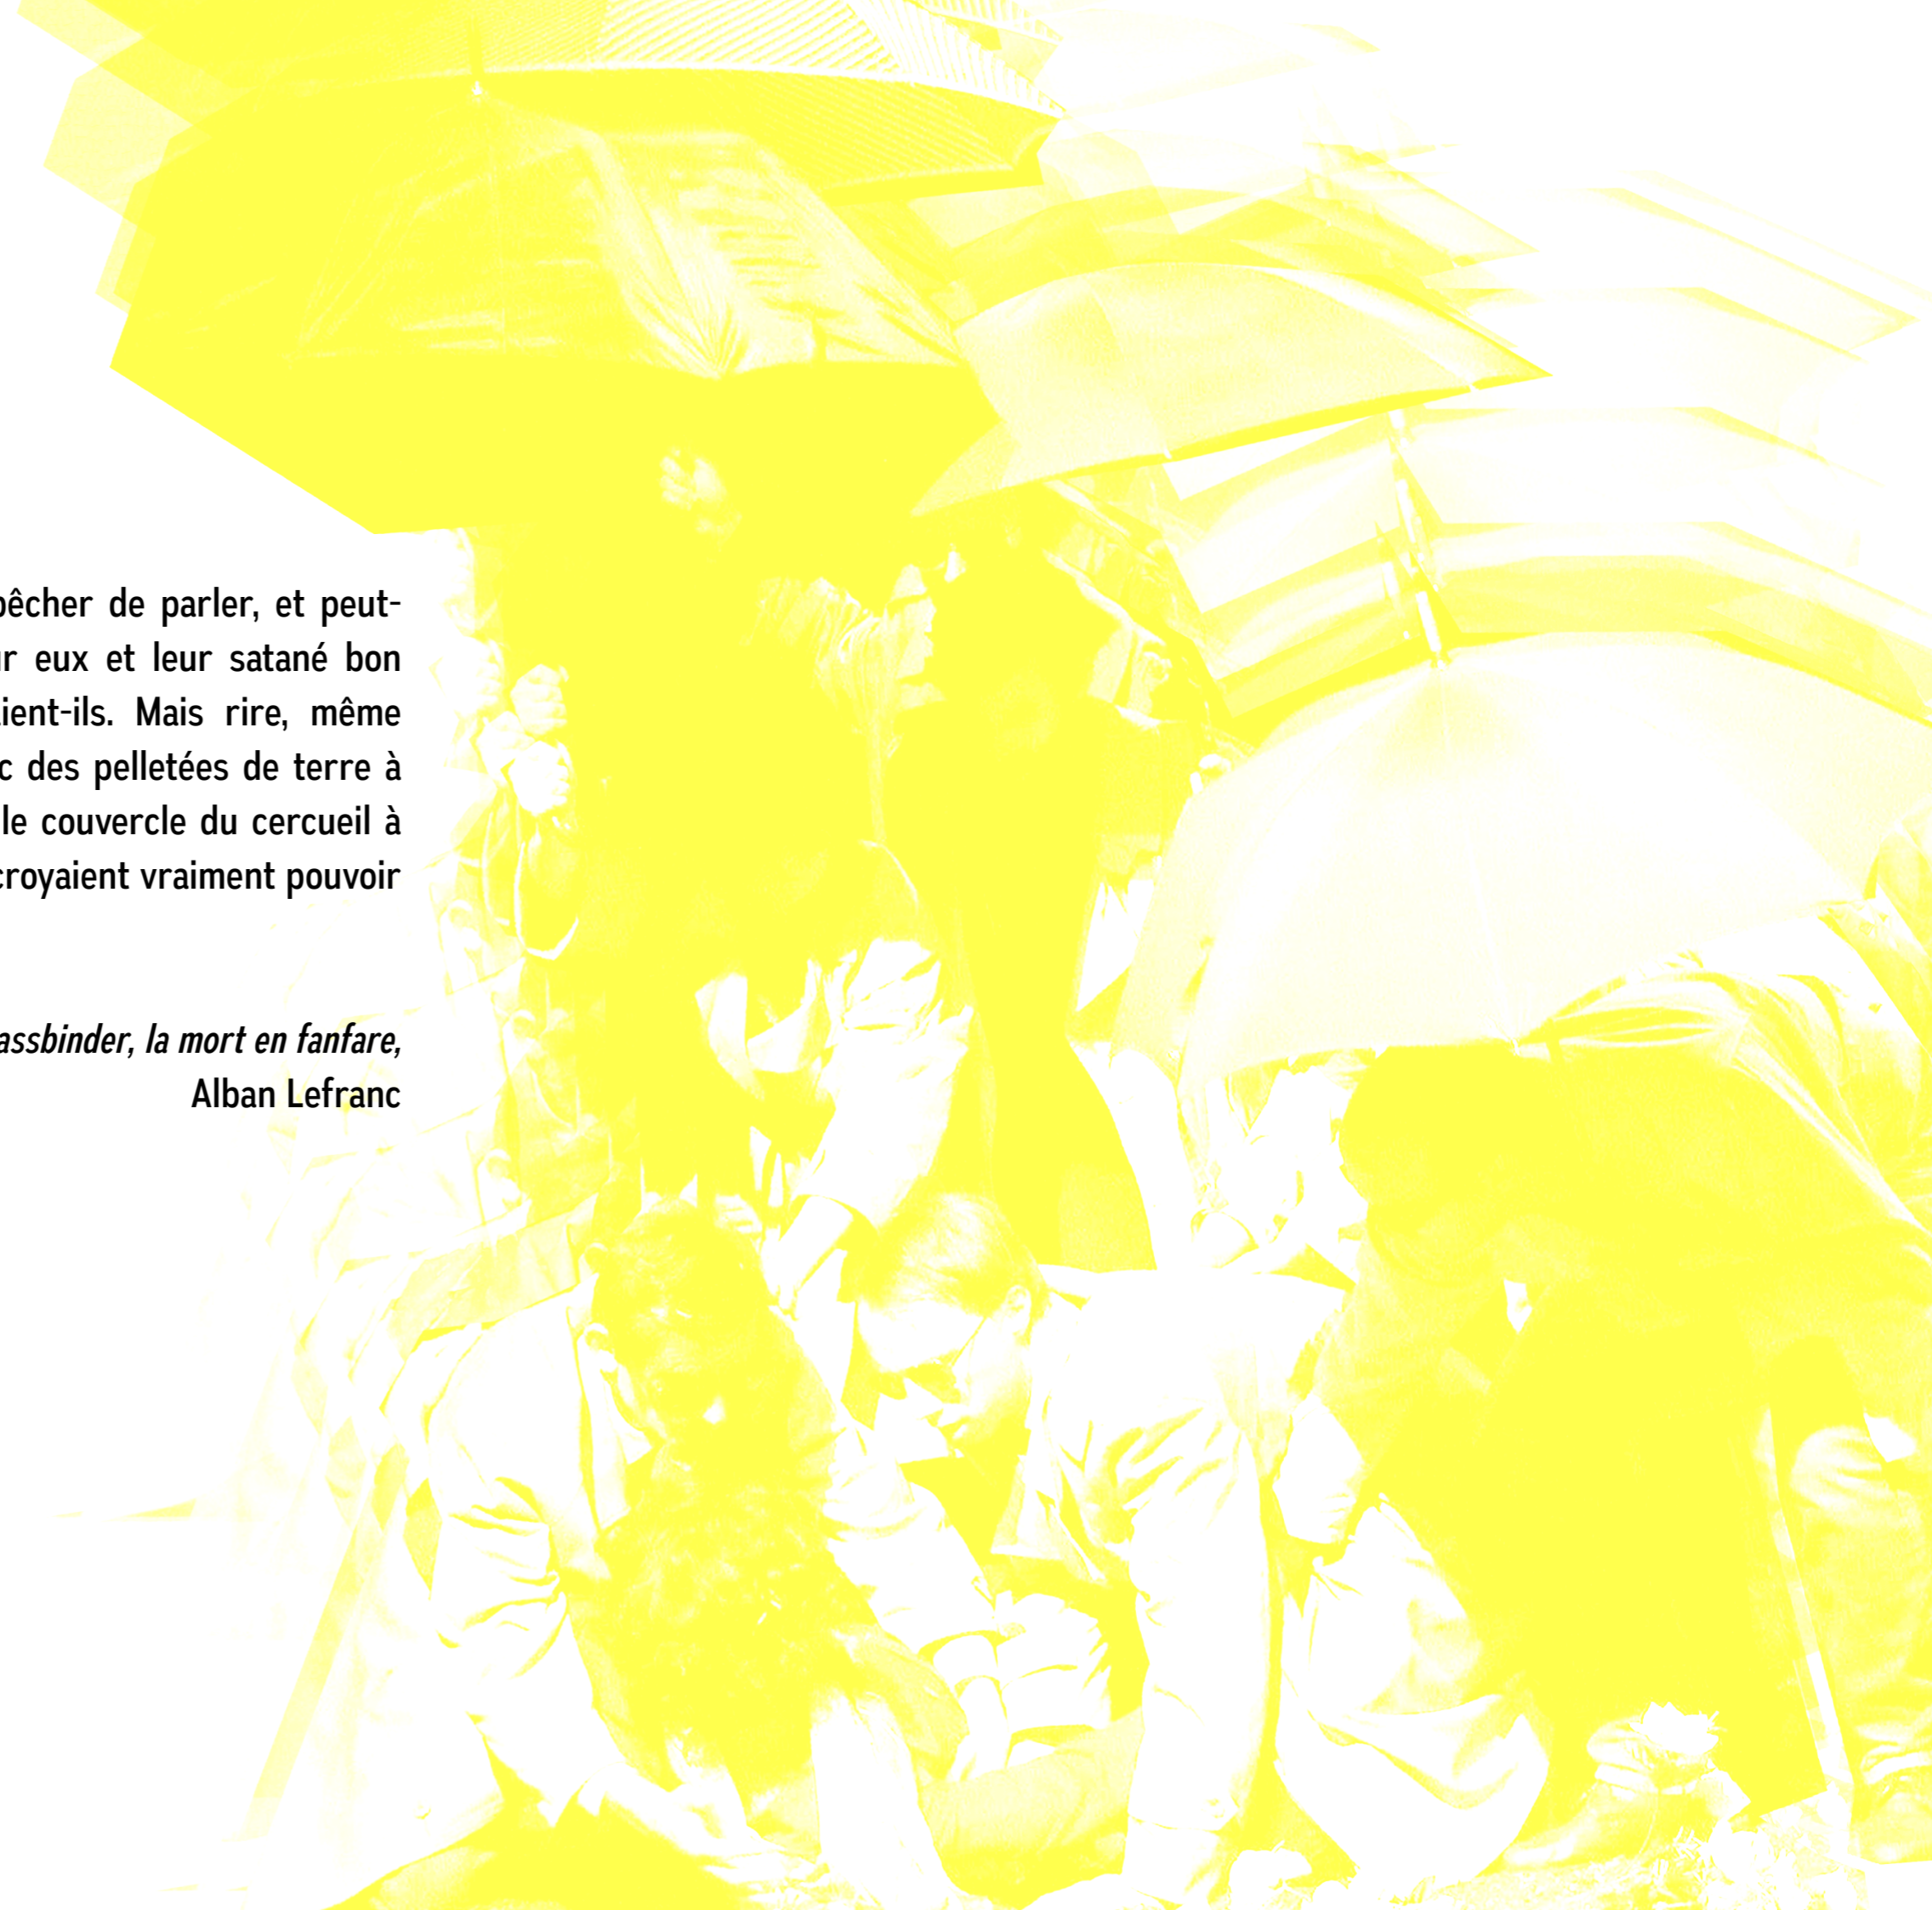 pêcher de parler, et peut-
ur eux et leur satané bon
ient-ils. Mais rire, même
c des pelletées de terre à
le couvercle du cercueil à
croyaient vraiment pouvoir
assbinder, la mort en fanfare,
Alban Lefranc